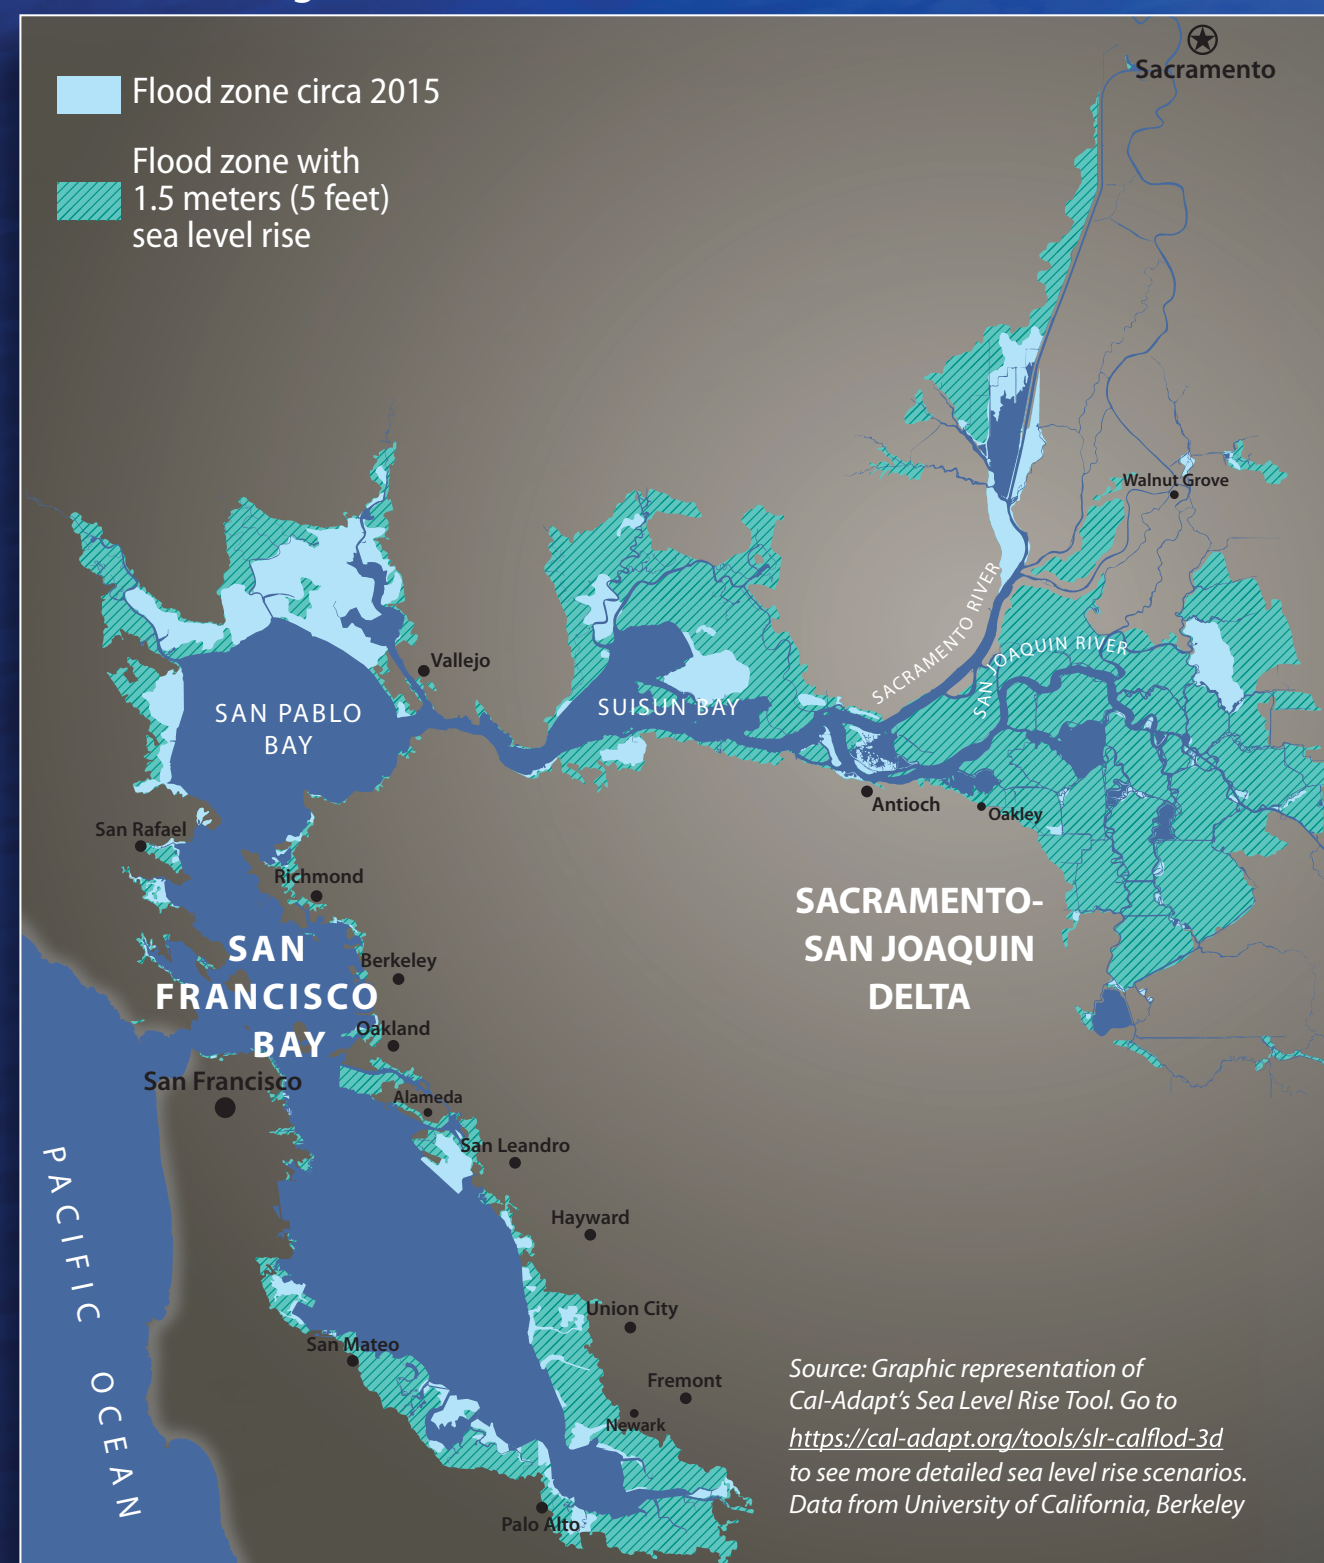 Flood zone circa 2015
Flood zone with
1.5 meters (5 feet)
sea level rise
Sacramento
Walnut Grove
SACRAMENTO RIVER
SAN JOAQUIN RIVER
Vallejo
SAN PABLO
BAY
SUISUN BAY
Antioch
Oakley
San Rafael
Richmond
SACRAMENTO-
SAN JOAQUIN
DELTA
SAN
FRANCISCO
BAY
Berkeley
Oakland
San Francisco
Alameda
San Leandro
PACIFIC OCEAN
Hayward
Union City
San Mateo
Fremont
Newark
Palo Alto
Source: Graphic representation of
Cal-Adapt’s Sea Level Rise Tool. Go to
https://cal-adapt.org/tools/slr-calflod-3d
to see more detailed sea level rise scenarios.
Data from University of California, Berkeley